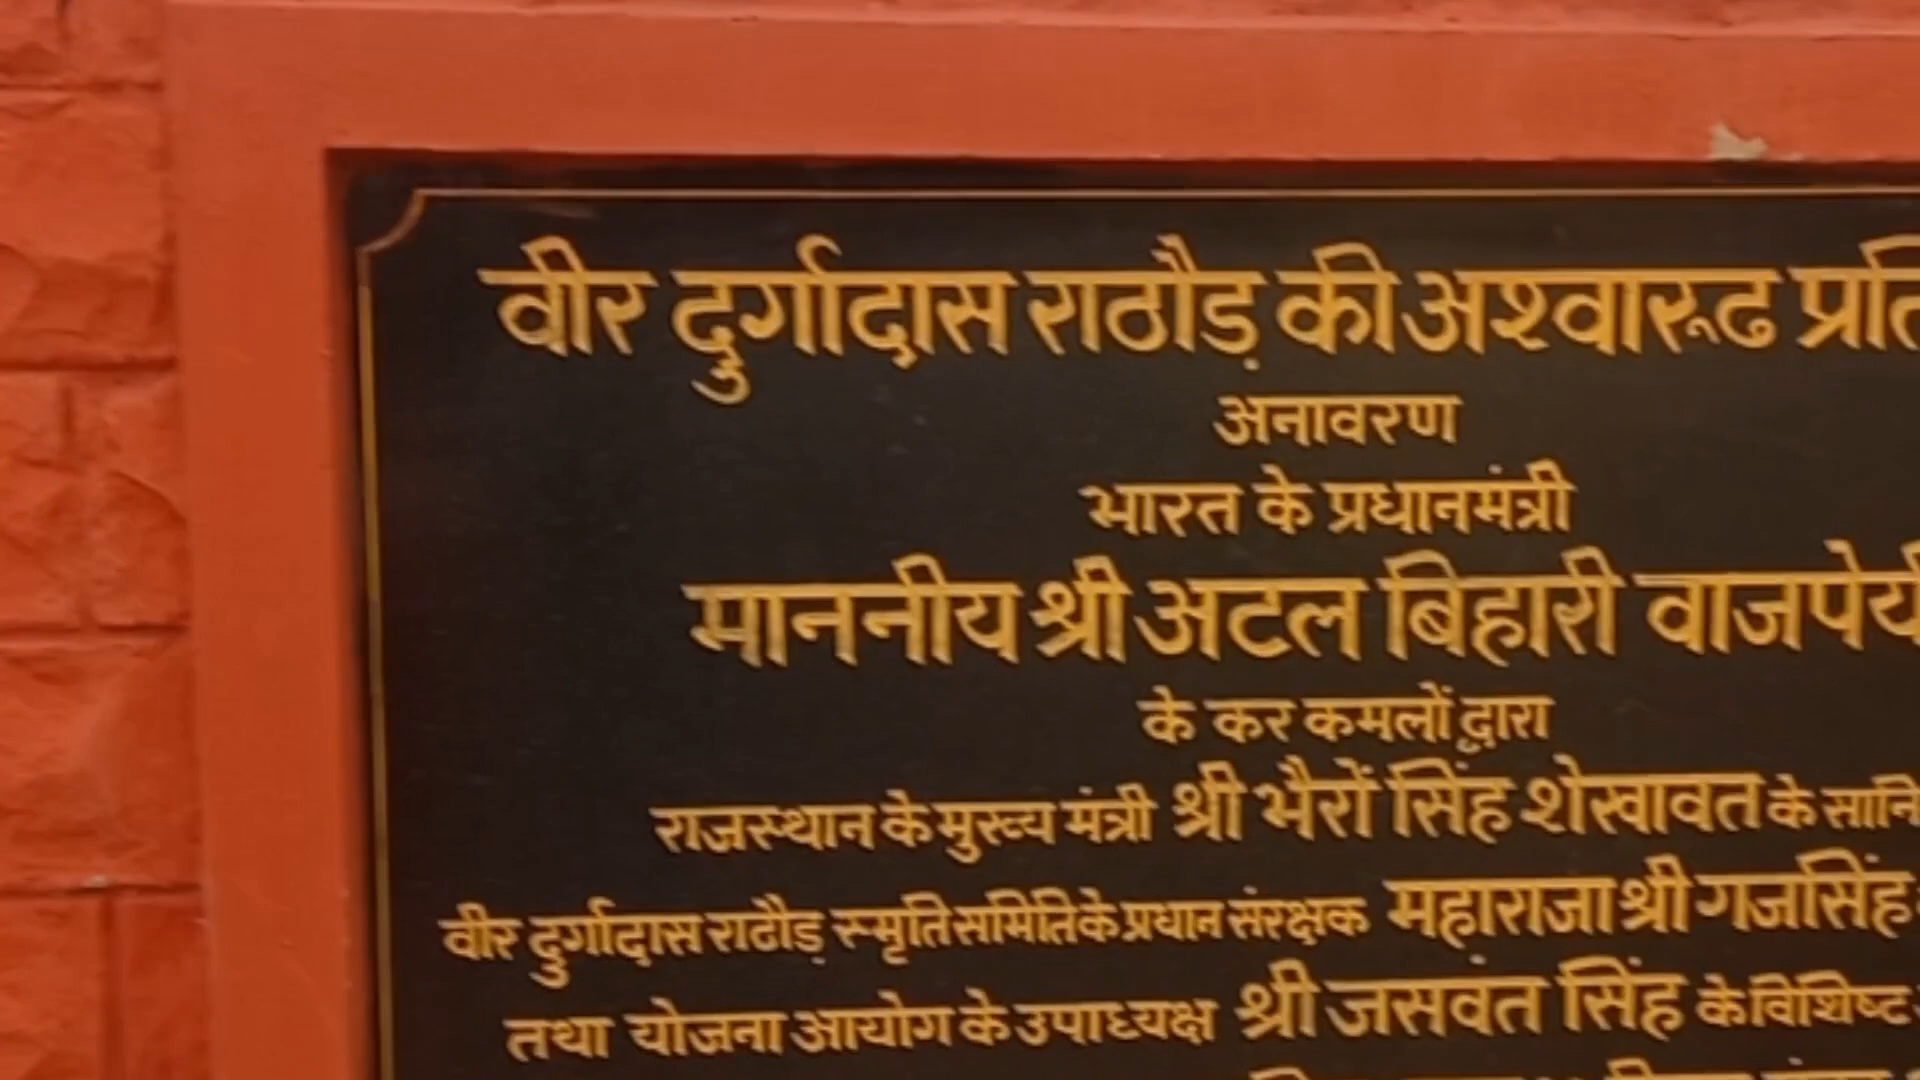 वीर दुर्गादास राठौड़ की अश्वारूढ प्रति
अनावरण
भारत के प्रधानमंत्री
माननीय श्री अटल बिहारी वाजपेयी
के कर कमलों द्वारा
राजस्थान के मुख्य मंत्री श्री भैरों सिंह शेखावत के सानि
वीर दुर्गादास राठौड़ स्मृति समिति के प्रधान संरक्षक महाराजा श्री गजसिंह
तथा योजना आयोग के उपाध्यक्ष श्री जसवंत सिंह के विशिष्ट